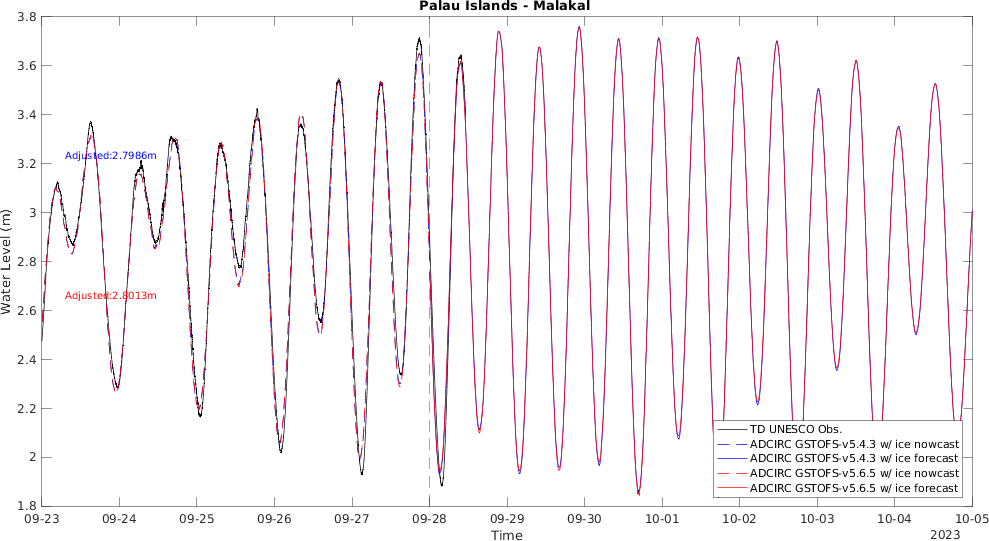 Palau Islands - Malakal
3.8
3.6
3.4
3.2
3
2.8
2.6
2.4
2.2
2
1.8
Water Level (m)
Adjusted:2.7986m
Adjusted:2.8013m
TD UNESCO Obs.
ADCIRC GSTOFS-v5.4.3 w/ ice nowcast
ADCIRC GSTOFS-v5.4.3 w/ ice forecast
ADCIRC GSTOFS-v5.6.5 w/ ice nowcast
ADCIRC GSTOFS-v5.6.5 w/ ice forecast
09-23 09-24 09-25 09-26 09-27 09-28 09-29 09-30 10-01 10-02 10-03 10-04 10-05
Time
2023